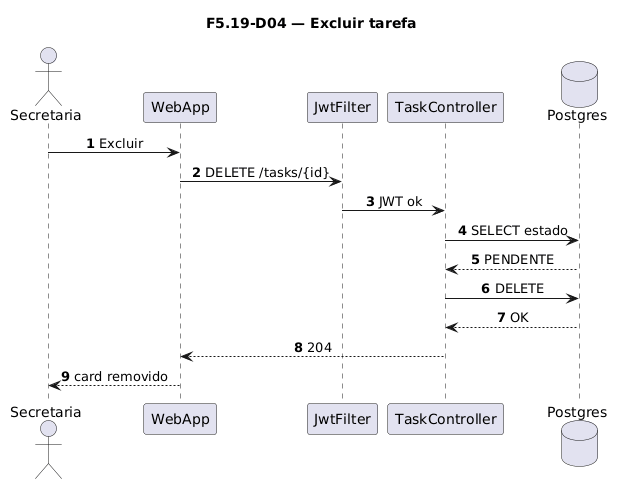 F5.19-D04 — Excluir tarefa
Secretaria
WebApp
JwtFilter
TaskController
Postgres
1 Excluir
2 DELETE /tasks/{id}
3 JWT ok
4 SELECT estado
5 PENDENTE
6 DELETE
7 OK
8 204
9 card removido
Secretaria
WebApp
JwtFilter
TaskController
Postgres